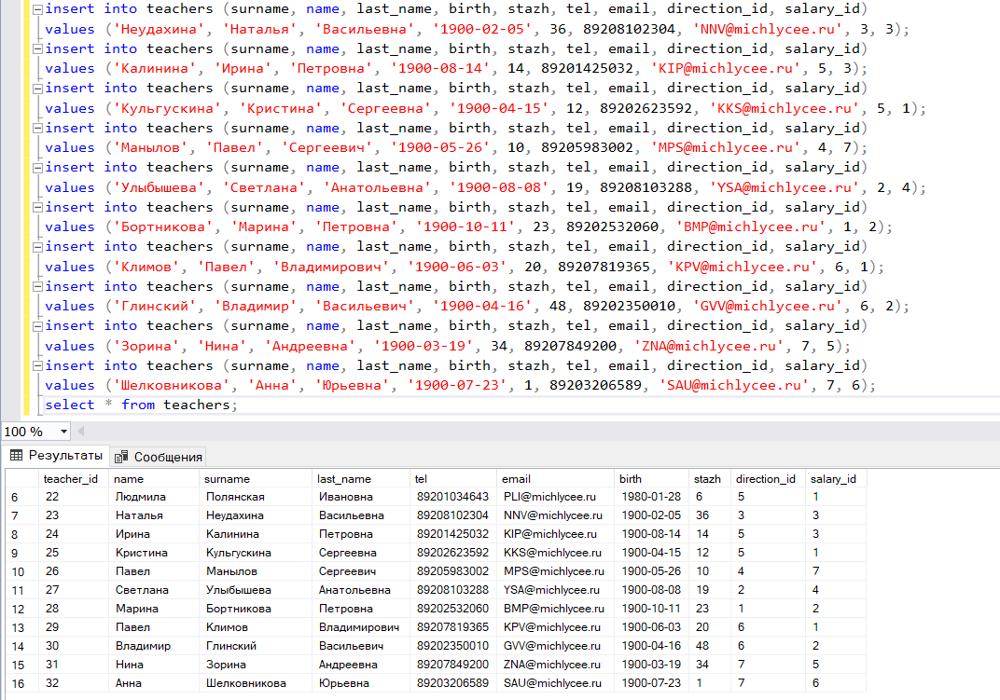 insert into teachers (surname, name, last_name, birth, stazh, tel, email, direction_id, salary_id)
values ('Неудахина', 'Наталья', 'Васильевна', '1900-02-05', 36, 89208102304, 'NNV@michlycee.ru', 3, 3);
insert into teachers (surname, name, last_name, birth, stazh, tel, email, direction_id, salary_id)
values ('Калинина', 'Ирина', 'Петровна', '1900-08-14', 14, 89201425032, 'KIP@michlycee.ru', 5, 3);
insert into teachers (surname, name, last_name, birth, stazh, tel, email, direction_id, salary_id)
values ('Кульгускина', 'Кристина', 'Сергеевна', '1900-04-15', 12, 89202623592, 'KKS@michlycee.ru', 5, 1);
insert into teachers (surname, name, last_name, birth, stazh, tel, email, direction_id, salary_id)
values ('Манылов', 'Павел', 'Сергеевич', '1900-05-26', 10, 89205983002, 'MPS@michlycee.ru', 4, 7);
insert into teachers (surname, name, last_name, birth, stazh, tel, email, direction_id, salary_id)
values ('Улыбышева', 'Светлана', 'Анатольевна', '1900-08-08', 19, 89208103288, 'YSA@michlycee.ru', 2, 4);
insert into teachers (surname, name, last_name, birth, stazh, tel, email, direction_id, salary_id)
values ('Бортникова', 'Марина', 'Петровна', '1900-10-11', 23, 89202532060, 'BMP@michlycee.ru', 1, 2);
insert into teachers (surname, name, last_name, birth, stazh, tel, email, direction_id, salary_id)
values ('Климов', 'Павел', 'Владимирович', '1900-06-03', 20, 89207819365, 'KPV@michlycee.ru', 6, 1);
insert into teachers (surname, name, last_name, birth, stazh, tel, email, direction_id, salary_id)
values ('Глинский', 'Владимир', 'Васильевич', '1900-04-16', 48, 89202350010, 'GVV@michlycee.ru', 6, 2);
insert into teachers (surname, name, last_name, birth, stazh, tel, email, direction_id, salary_id)
values ('Зорина', 'Нина', 'Андреевна', '1900-03-19', 34, 89207849200, 'ZNA@michlycee.ru', 7, 5);
insert into teachers (surname, name, last_name, birth, stazh, tel, email, direction_id, salary_id)
values ('Шелковникова', 'Анна', 'Юрьевна', '1900-07-23', 1, 89203206589, 'SAU@michlycee.ru', 7, 6);
select * from teachers;
100 %
Результаты Сообщения
teacher_id name surname last_name tel email birth stazh direction_id salary_id
6 22 Людмила Полянская Ивановна 89201034643 PLI@michlycee.ru 1980-01-28 6 5 1
7 23 Наталья Неудахина Васильевна 89208102304 NNV@michlycee.ru 1900-02-05 36 3 3
8 24 Ирина Калинина Петровна 89201425032 KIP@michlycee.ru 1900-08-14 14 5 3
9 25 Кристина Кульгускина Сергеевна 89202623592 KKS@michlycee.ru 1900-04-15 12 5 1
10 26 Павел Манылов Сергеевич 89205983002 MPS@michlycee.ru 1900-05-26 10 4 7
11 27 Светлана Улыбышева Анатольевна 89208103288 YSA@michlycee.ru 1900-08-08 19 2 4
12 28 Марина Бортникова Петровна 89202532060 BMP@michlycee.ru 1900-10-11 23 1 2
13 29 Павел Климов Владимирович 89207819365 KPV@michlycee.ru 1900-06-03 20 6 1
14 30 Владимир Глинский Васильевич 89202350010 GVV@michlycee.ru 1900-04-16 48 6 2
15 31 Нина Зорина Андреевна 89207849200 ZNA@michlycee.ru 1900-03-19 34 7 5
16 32 Анна Шелковникова Юрьевна 89203206589 SAU@michlycee.ru 1900-07-23 1 7 6